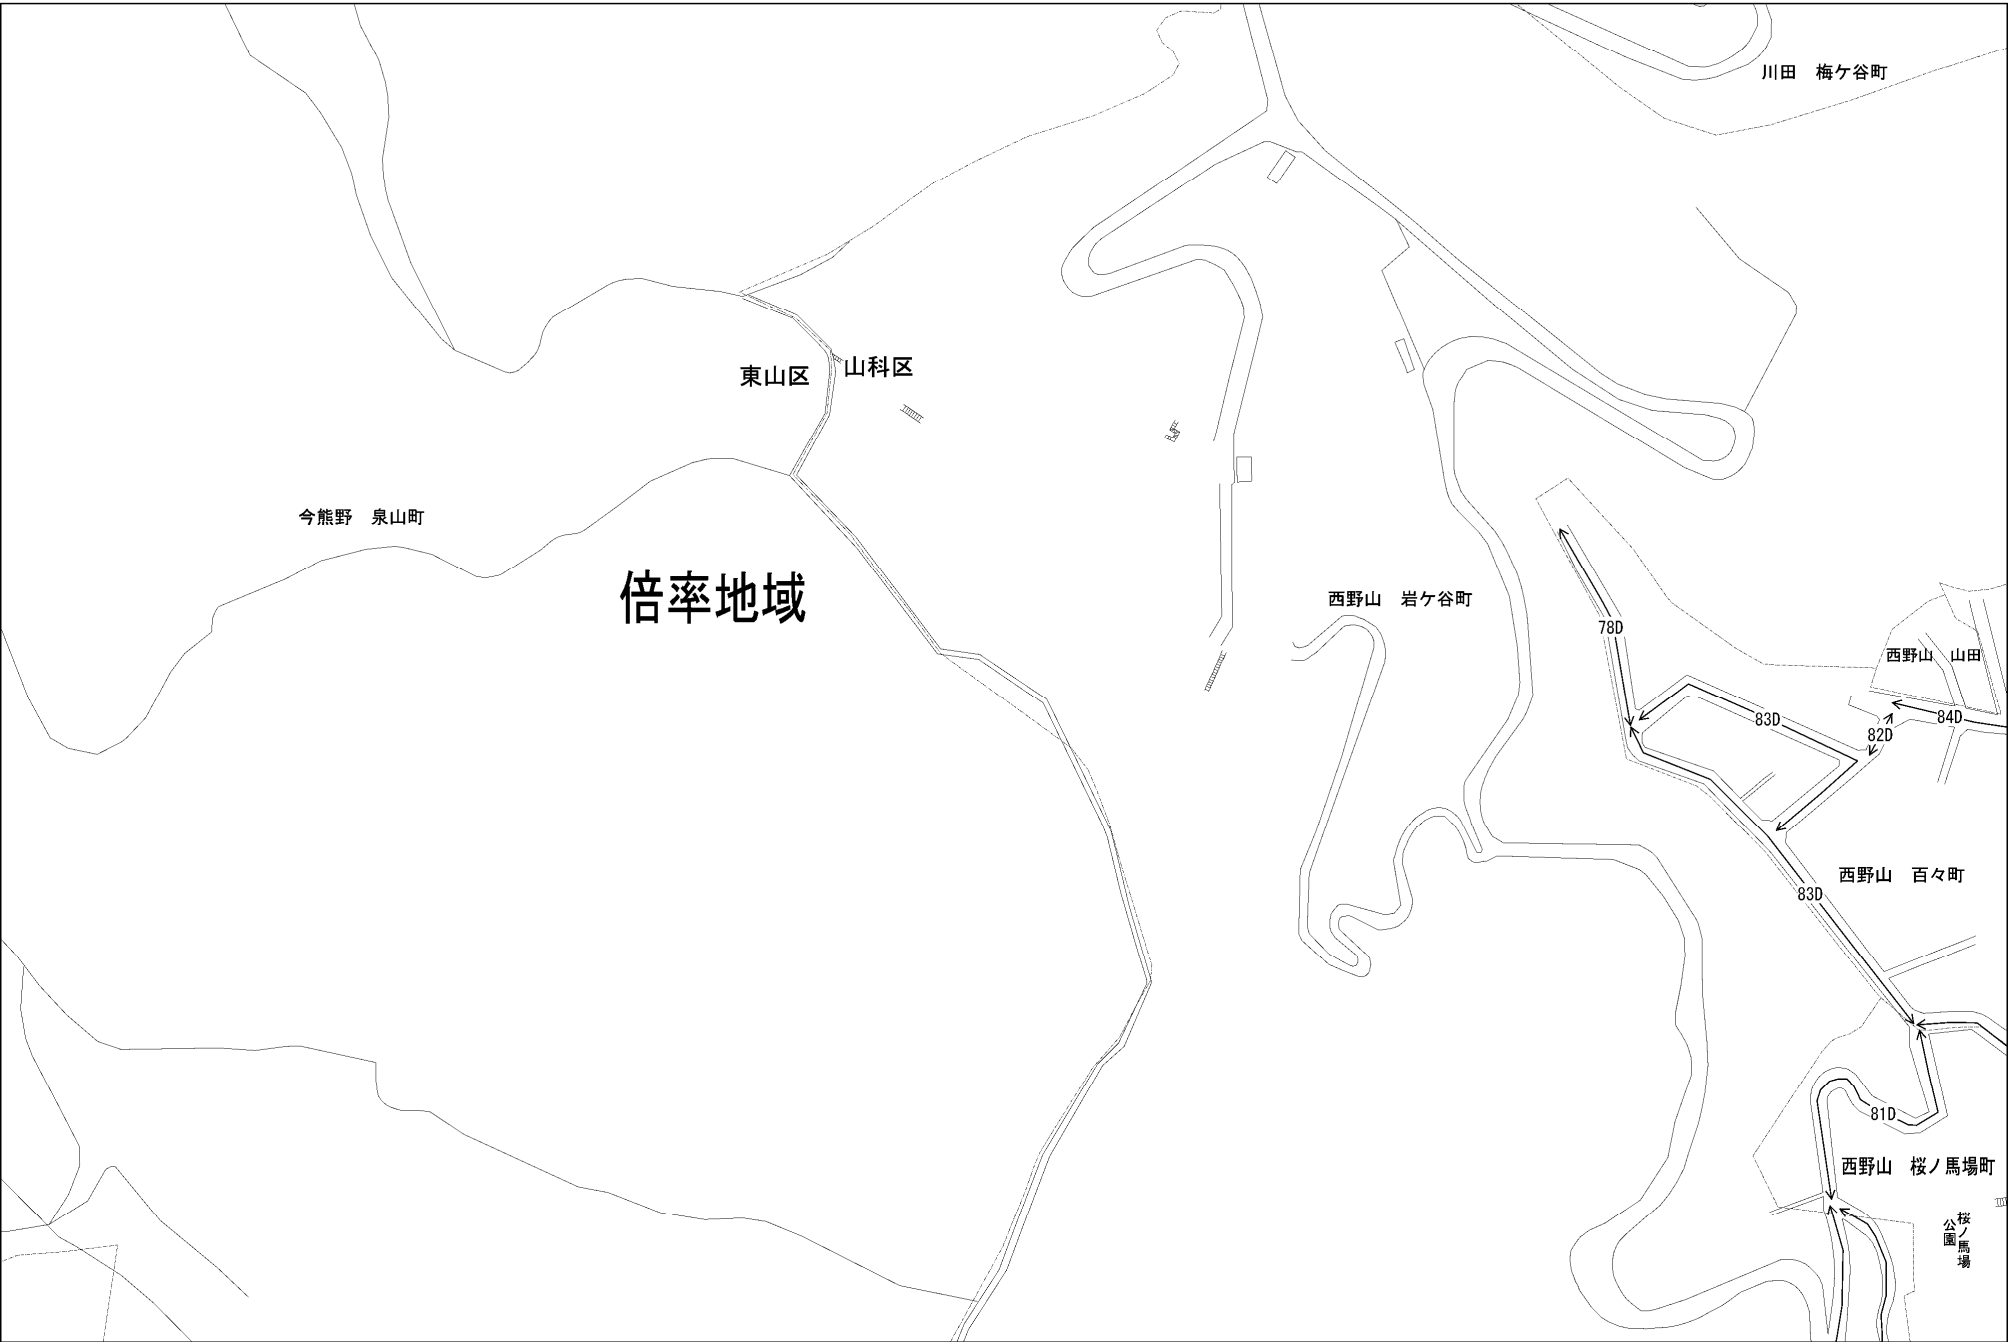 川田　梅ケ谷町
東山区
山科区
今熊野　泉山町
倍率地域
西野山　岩ケ谷町
78D
西野山　山田
83D
84D
82D
西野山　百々町
83D
81D
西野山　桜ノ馬場町
桜ノ馬場
公園